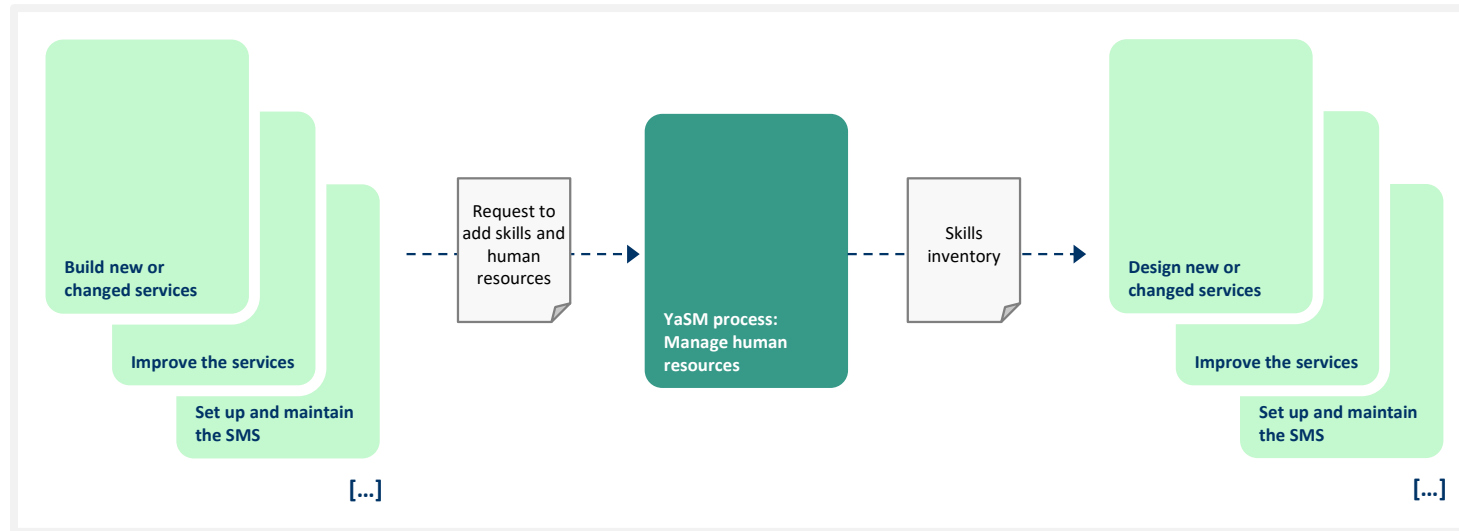 Build new or
changed services
Improve the services
Set up and maintain
the SMS
[...]
Request to
add skills and
human
resources
YaSM process:
Manage human
resources
Skills
inventory
Design new or
changed services
Improve the services
Set up and maintain
the SMS
[...]